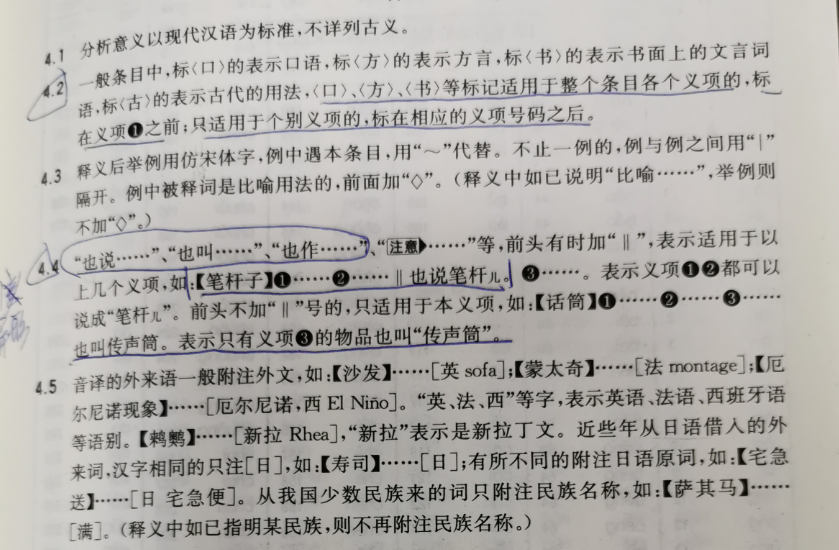 4.1 分析意义以现代汉语为标准,不详列古义。
4.2 一般条目中,标〈口〉的表示口语,标〈方〉的表示方言,标〈书〉的表示书面上的文言词
语,标〈古〉的表示古代的用法,〈口〉、〈方〉、〈书〉等标记适用于整个条目各个义项的,标
在义项❶之前;只适用于个别义项的,标在相应的义项号码之后。
4.3 释义后举例用仿宋体字,例中遇本条目,用“~”代替。不止一例的,例与例之间用“|”
隔开。例中被释词是比喻用法的,前面加“◇”。(释义中如已说明“比喻……”,举例则
不加“◇”。)
4.4 “也说……”、“也叫……”、“也作……”、“注意▶……”等,前头有时加“‖”,表示适用于以
上几个义项,如:【笔杆子】❶……❷……‖也说笔杆儿。❸……。表示义项❶❷都可以
说成“笔杆儿”。前头不加“‖”号的,只适用于本义项,如:【话筒】❶……❷……❸……
也叫传声筒。表示只有义项❸的物品也叫“传声筒”。
4.5 音译的外来语一般附注外文,如:【沙发】……[英 sofa];【蒙太奇】……[法 montage];【厄
尔尼诺现象】……[厄尔尼诺,西 El Niño]。“英、法、西”等字,表示英语、法语、西班牙语
等语别。【鹈鹕】……[新拉 Rhea],“新拉”表示是新拉丁文。近些年从日语借入的外
来词,汉字相同的只注[日],如:【寿司】……[日];有所不同的附注日语原词,如:【宅急
送】……[日 宅急便]。从我国少数民族来的词只附注民族名称,如:【萨其马】……
[满]。(释义中如已指明某民族,则不再附注民族名称。)